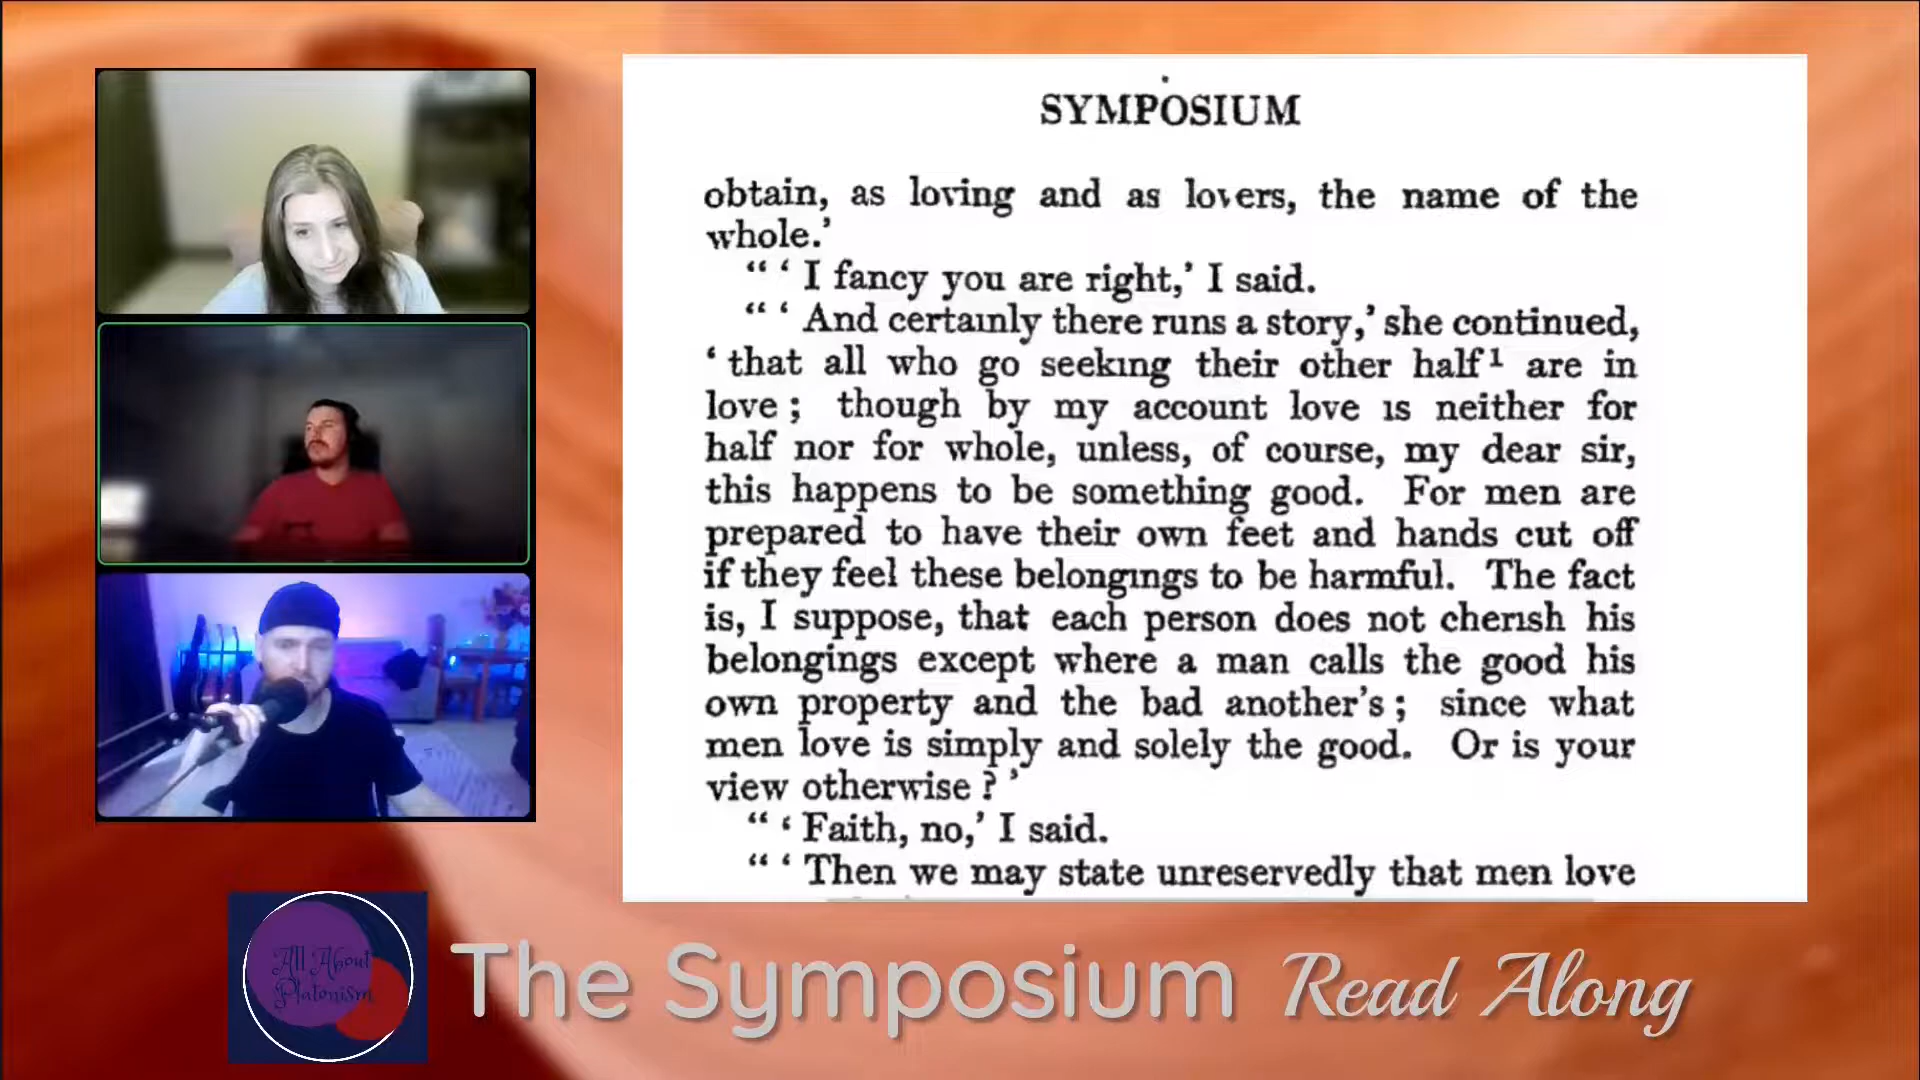 SYMPOSIUM
obtain, as loving and as lovers, the name of the
whole.’
“ ‘ I fancy you are right,’ I said.
“ ‘ And certainly there runs a story,’ she continued,
‘ that all who go seeking their other half¹ are in
love ; though by my account love is neither for
half nor for whole, unless, of course, my dear sir,
this happens to be something good. For men are
prepared to have their own feet and hands cut off
if they feel these belongings to be harmful. The fact
is, I suppose, that each person does not cherish his
belongings except where a man calls the good his
own property and the bad another’s ; since what
men love is simply and solely the good. Or is your
view otherwise ? ’
“ ‘ Faith, no,’ I said.
“ ‘ Then we may state unreservedly that men love
All About
Platonism
The Symposium Read Along